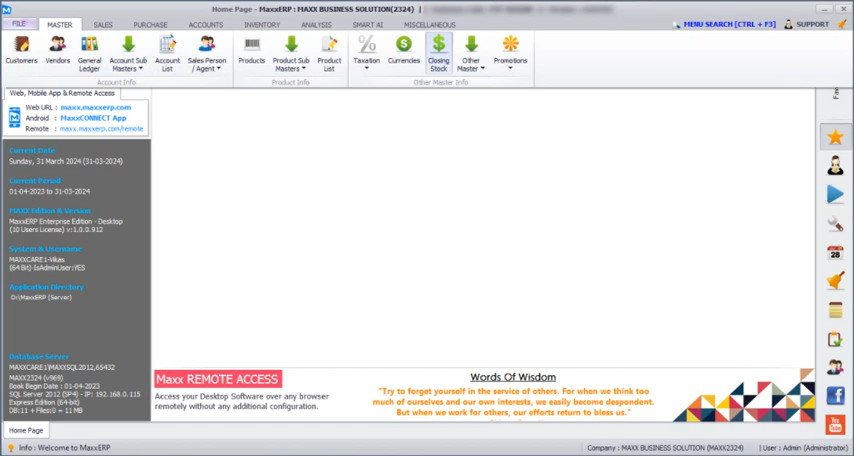 Home Page - MaxxERP : MAXX BUSINESS SOLUTION(2324) |
FILE MASTER SALES PURCHASE ACCOUNTS INVENTORY ANALYSIS SMART AI MISCELLANEOUS MENU SEARCH [CTRL + F3] SUPPORT
Customers Vendors General Ledger Account Sub Masters Account List Sales Person / Agent Products Product Sub Masters Product List Taxation Currencies Closing Stock Other Master Promotions
Account Info Product Info Other Master Info
Web, Mobile App & Remote Access
Web URL : maxx.maxxerp.com
Android : MaxxCONNECT App
Remote : maxx.maxxerp.com/remote
Current Date
Sunday, 31 March 2024 (31-03-2024)
Current Period
01-04-2023 to 31-03-2024
MAXX Edition & Version
MaxxERP Enterprise Edition - Desktop
(10 Users License) v:1.0.0.912
System & Username
MAXXCARE1-Vikas
(64 Bit)-IsAdminUser:YES
Application Directory
D:\MaxxERP (Server)
Database Server
MAXXCARE1\MAXXSQL2012,65432
MAXX2324 (v969)
Book Begin Date : 01-04-2023
SQL Server 2012 (SP4) - IP: 192.168.0.115
Express Edition (64-bit)
DB:11 + Files:0 = 11 MB
Fav
28
You
Tube
Maxx REMOTE ACCESS
Access your Desktop Software over any browser
remotely without any additional configuration.
Words Of Wisdom
"Try to forget yourself in the service of others. For when we think too
much of ourselves and our own interests, we easily become despondent.
But when we work for others, our efforts return to bless us."
Home Page
Info : Welcome to MaxxERP
Company : MAXX BUSINESS SOLUTION (MAXX2324) | User : Admin (Administrator)